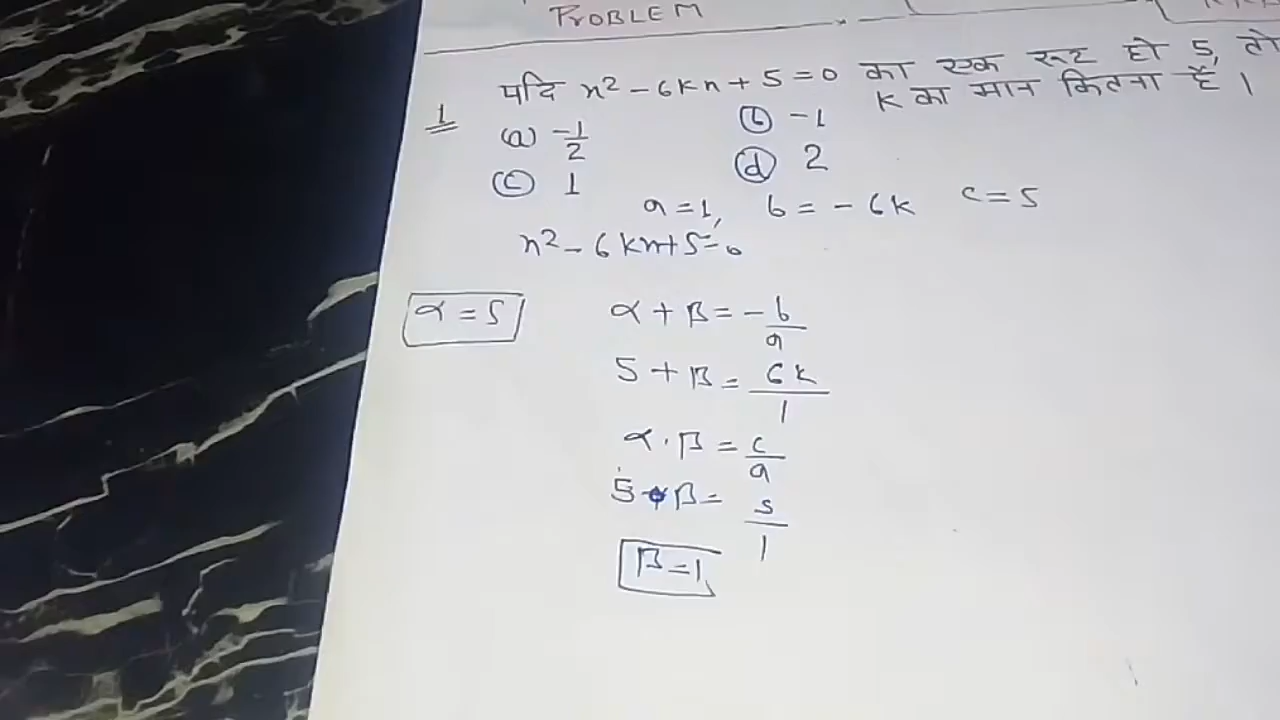 PROBLEM
1 यदि x² - 6kx + 5 = 0 का एक रूट हो 5, तो
K का मान कितना है ।
(a) -1/2 (b) -1
(c) 1 (d) 2
a = 1, b = - 6k c = 5
x² - 6kx + 5 = 0
α = 5 α + β = - b/a
5 + β = 6k/1
α . β = c/a
5 • β = 5/1
β = 1